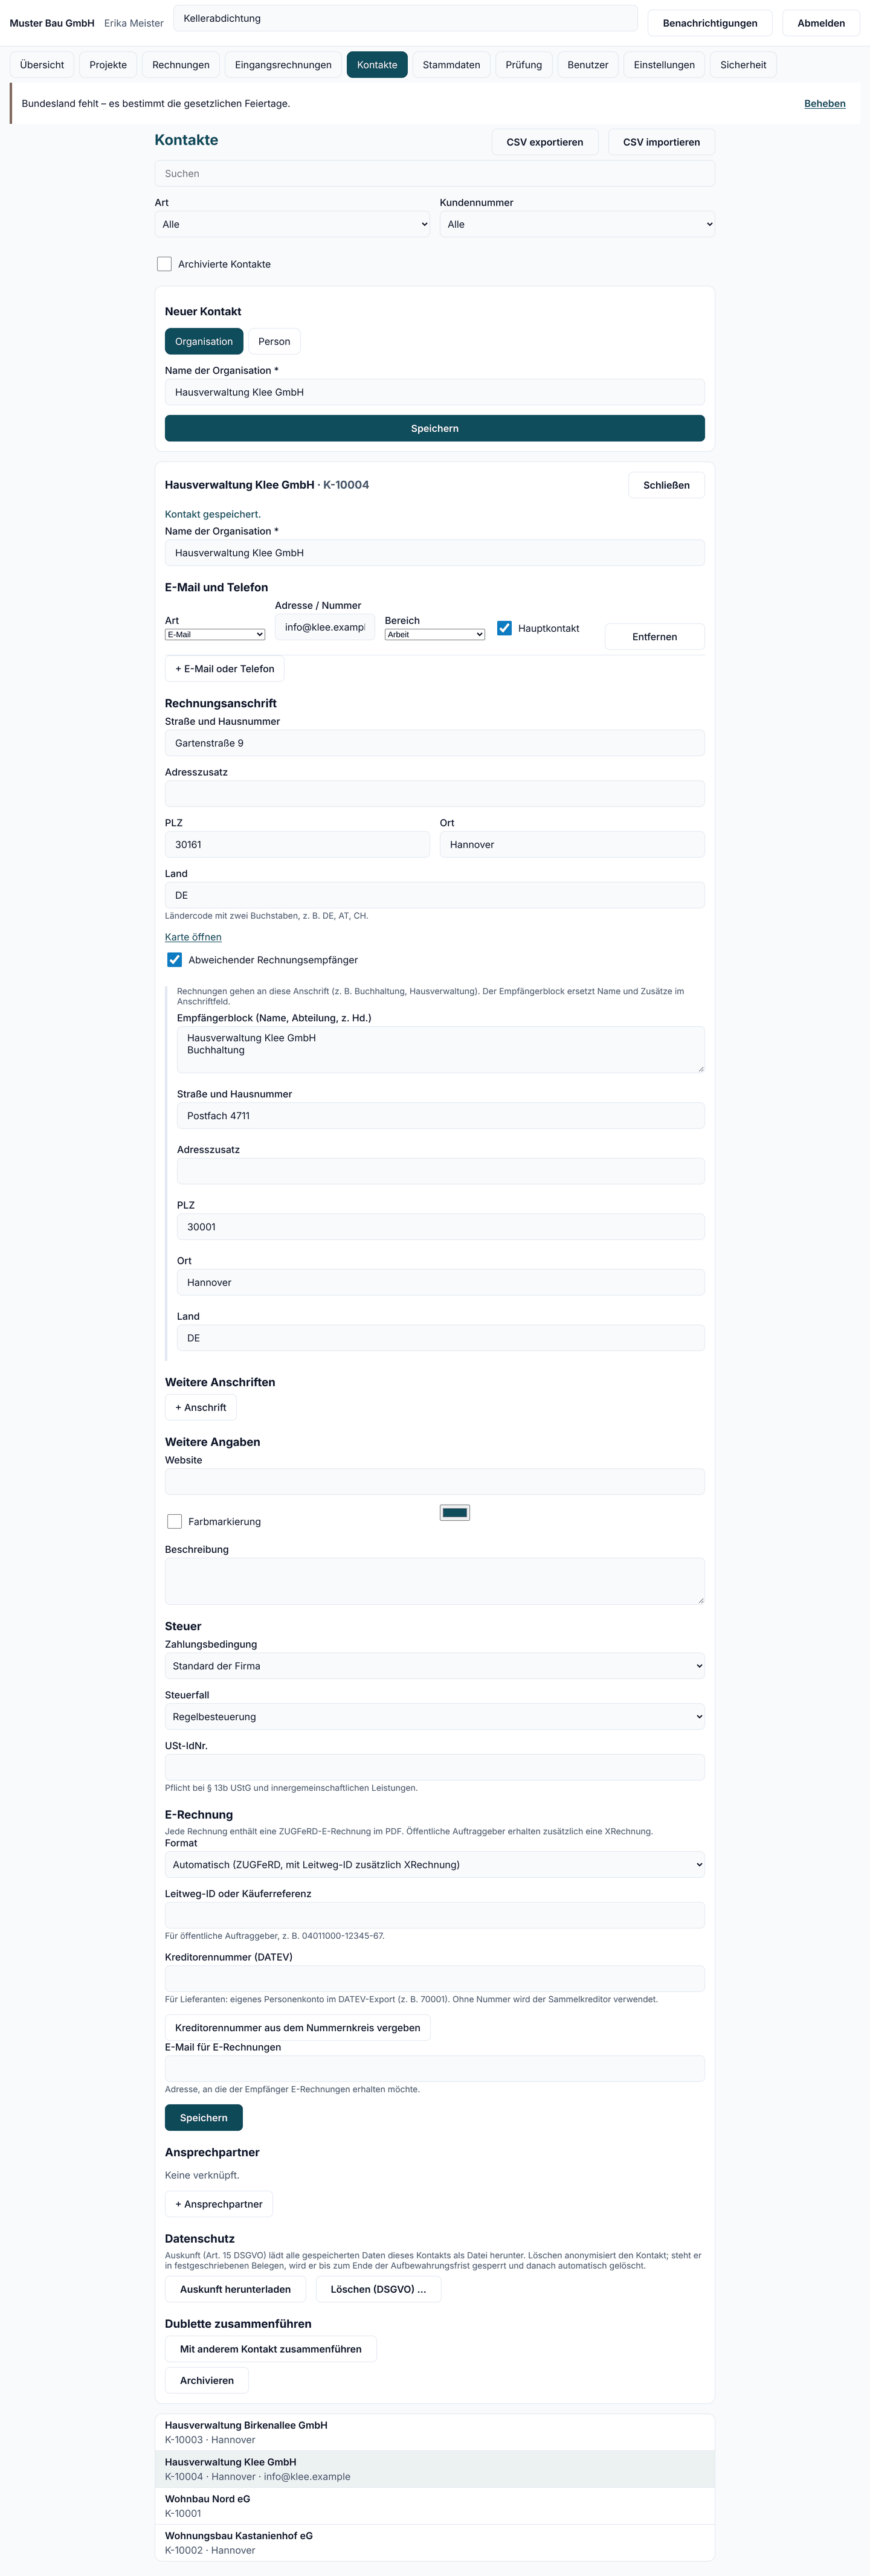 Muster Bau GmbH Erika Meister Kellerabdichtung Benachrichtigungen Abmelden
Übersicht Projekte Rechnungen Eingangsrechnungen Kontakte Stammdaten Prüfung Benutzer Einstellungen Sicherheit
Bundesland fehlt – es bestimmt die gesetzlichen Feiertage. Beheben
Kontakte CSV exportieren CSV importieren
Suchen
Art Kundennummer
Alle Alle
Archivierte Kontakte
Neuer Kontakt
Organisation Person
Name der Organisation *
Hausverwaltung Klee GmbH
Speichern
Hausverwaltung Klee GmbH · K-10004 Schließen
Kontakt gespeichert.
Name der Organisation *
Hausverwaltung Klee GmbH
E-Mail und Telefon
Art Adresse / Nummer Bereich
E-Mail info@klee.exampl Arbeit Hauptkontakt Entfernen
+ E-Mail oder Telefon
Rechnungsanschrift
Straße und Hausnummer
Gartenstraße 9
Adresszusatz
PLZ Ort
30161 Hannover
Land
DE
Ländercode mit zwei Buchstaben, z. B. DE, AT, CH.
Karte öffnen
Abweichender Rechnungsempfänger
Rechnungen gehen an diese Anschrift (z. B. Buchhaltung, Hausverwaltung). Der Empfängerblock ersetzt Name und Zusätze im
Anschriftfeld.
Empfängerblock (Name, Abteilung, z. Hd.)
Hausverwaltung Klee GmbH
Buchhaltung
Straße und Hausnummer
Postfach 4711
Adresszusatz
PLZ
30001
Ort
Hannover
Land
DE
Weitere Anschriften
+ Anschrift
Weitere Angaben
Website
Farbmarkierung
Beschreibung
Steuer
Zahlungsbedingung
Standard der Firma
Steuerfall
Regelbesteuerung
USt-IdNr.
Pflicht bei § 13b UStG und innergemeinschaftlichen Leistungen.
E-Rechnung
Jede Rechnung enthält eine ZUGFeRD-E-Rechnung im PDF. Öffentliche Auftraggeber erhalten zusätzlich eine XRechnung.
Format
Automatisch (ZUGFeRD, mit Leitweg-ID zusätzlich XRechnung)
Leitweg-ID oder Käuferreferenz
Für öffentliche Auftraggeber, z. B. 04011000-12345-67.
Kreditorennummer (DATEV)
Für Lieferanten: eigenes Personenkonto im DATEV-Export (z. B. 70001). Ohne Nummer wird der Sammelkreditor verwendet.
Kreditorennummer aus dem Nummernkreis vergeben
E-Mail für E-Rechnungen
Adresse, an die der Empfänger E-Rechnungen erhalten möchte.
Speichern
Ansprechpartner
Keine verknüpft.
+ Ansprechpartner
Datenschutz
Auskunft (Art. 15 DSGVO) lädt alle gespeicherten Daten dieses Kontakts als Datei herunter. Löschen anonymisiert den Kontakt; steht er
in festgeschriebenen Belegen, wird er bis zum Ende der Aufbewahrungsfrist gesperrt und danach automatisch gelöscht.
Auskunft herunterladen Löschen (DSGVO) …
Dublette zusammenführen
Mit anderem Kontakt zusammenführen
Archivieren
Hausverwaltung Birkenallee GmbH
K-10003 · Hannover
Hausverwaltung Klee GmbH
K-10004 · Hannover · info@klee.example
Wohnbau Nord eG
K-10001
Wohnungsbau Kastanienhof eG
K-10002 · Hannover